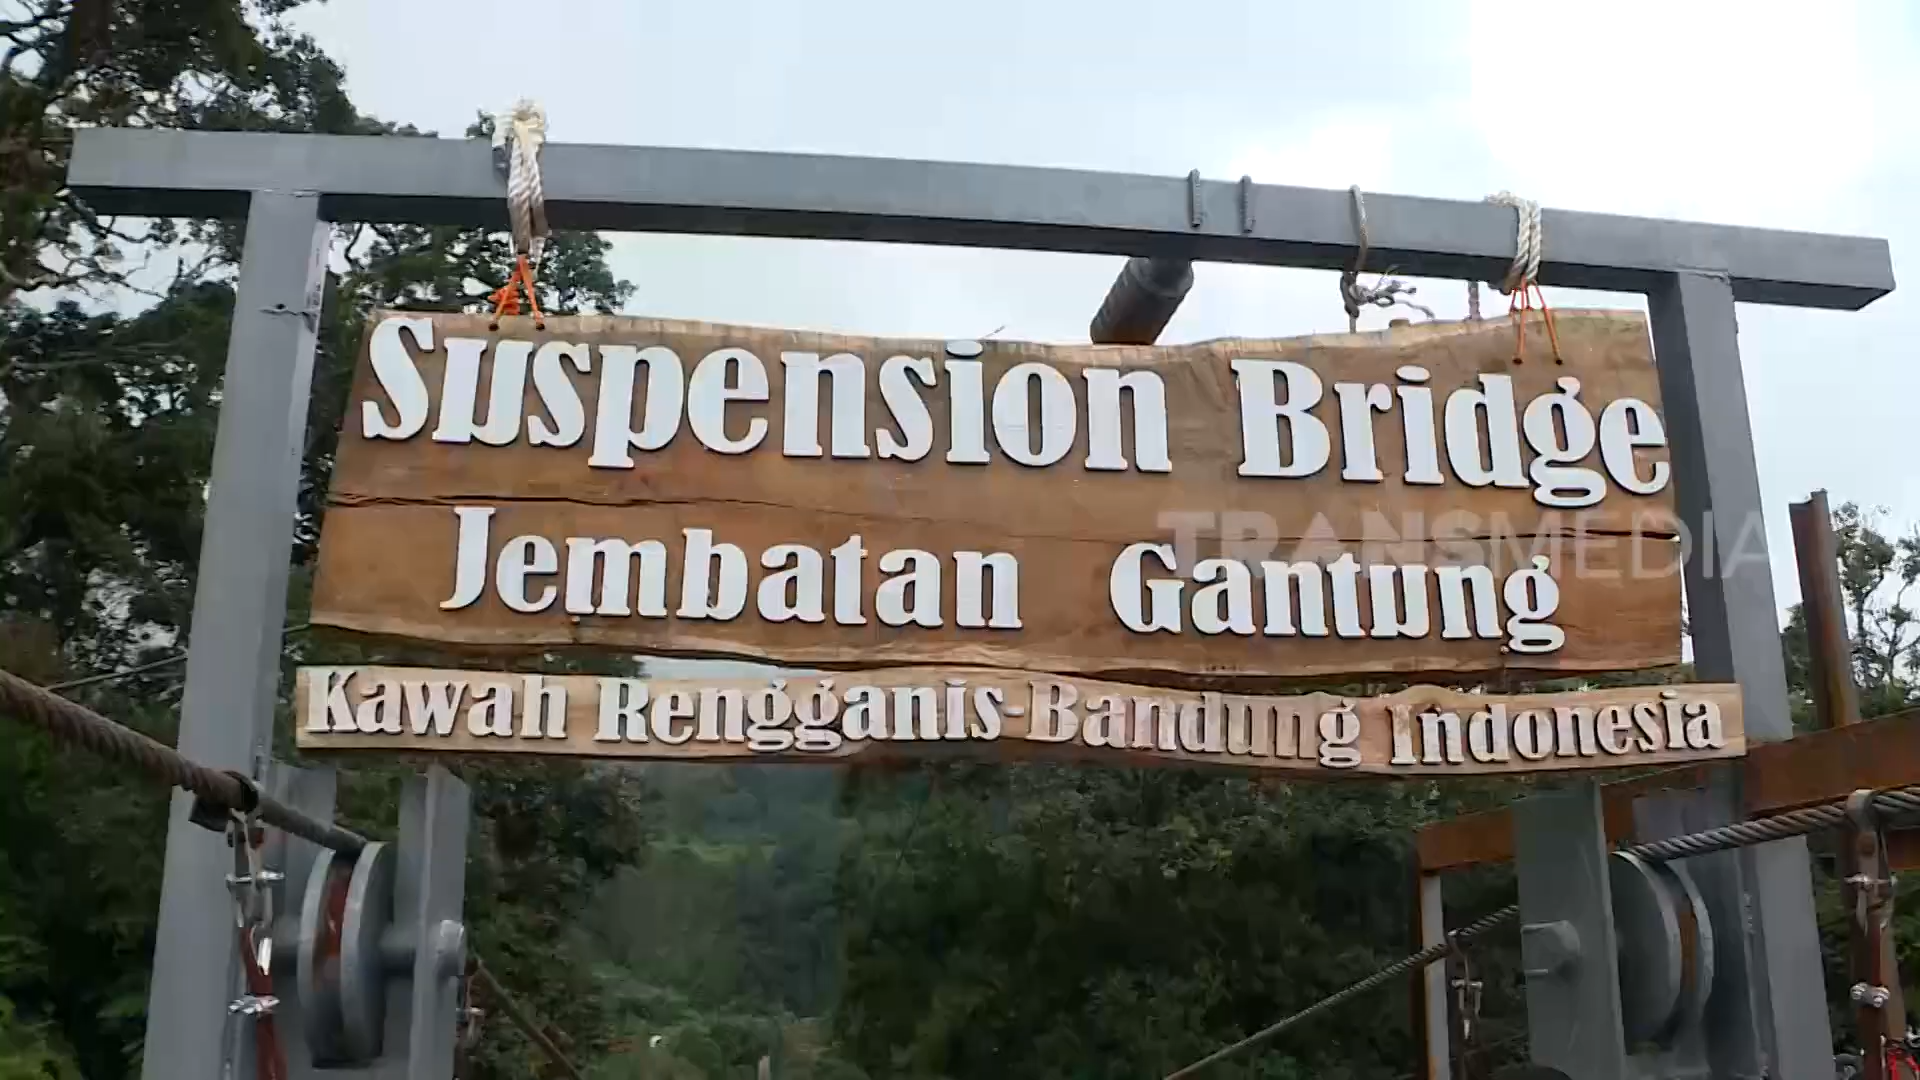 Suspension Bridge
Jembatan Gantung
TRANSMEDIA
Kawah Rengganis-Bandung Indonesia